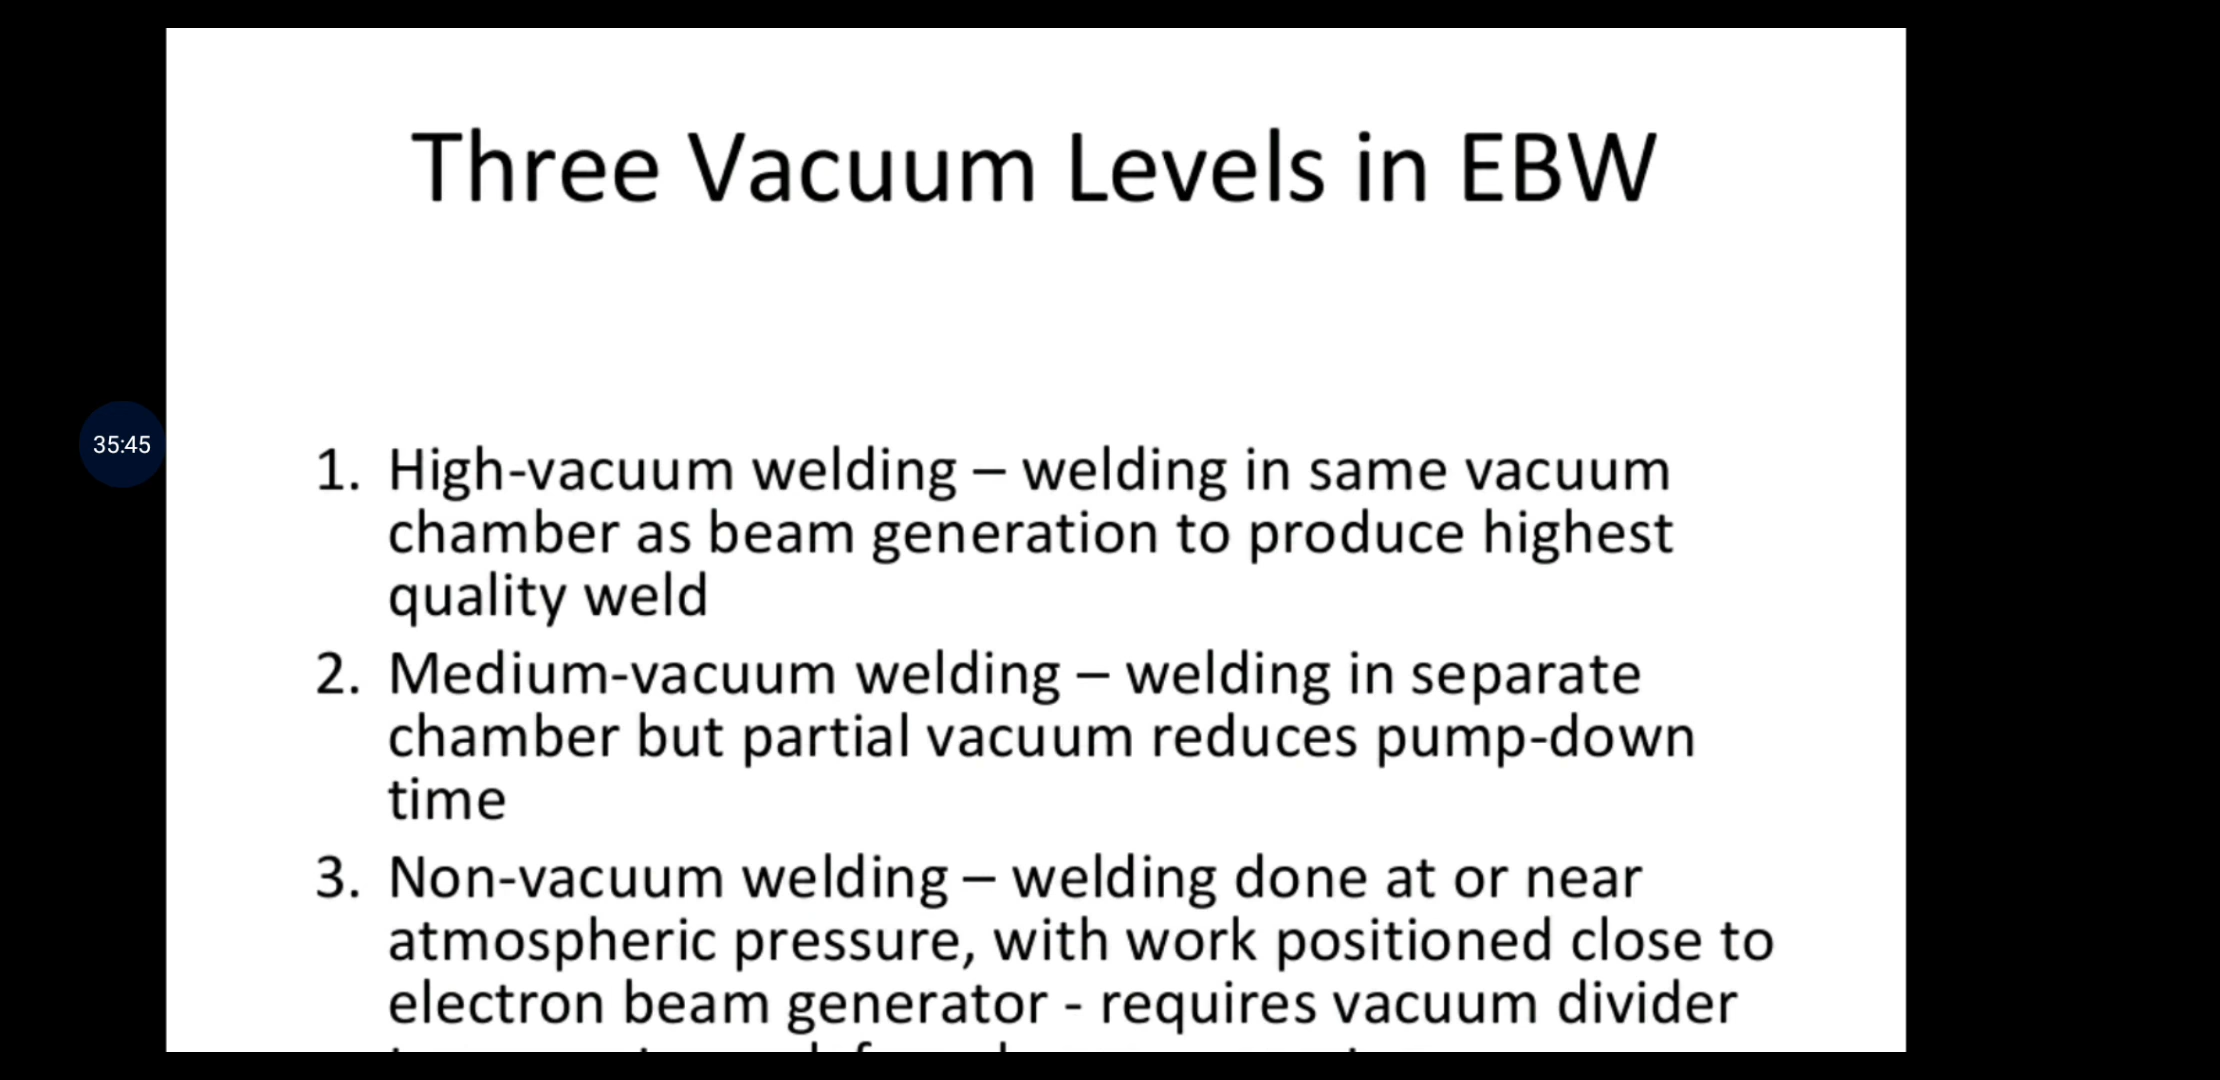 Three Vacuum Levels in EBW
35:45
1. High-vacuum welding – welding in same vacuum
chamber as beam generation to produce highest
quality weld
2. Medium-vacuum welding – welding in separate
chamber but partial vacuum reduces pump-down
time
3. Non-vacuum welding – welding done at or near
atmospheric pressure, with work positioned close to
electron beam generator - requires vacuum divider